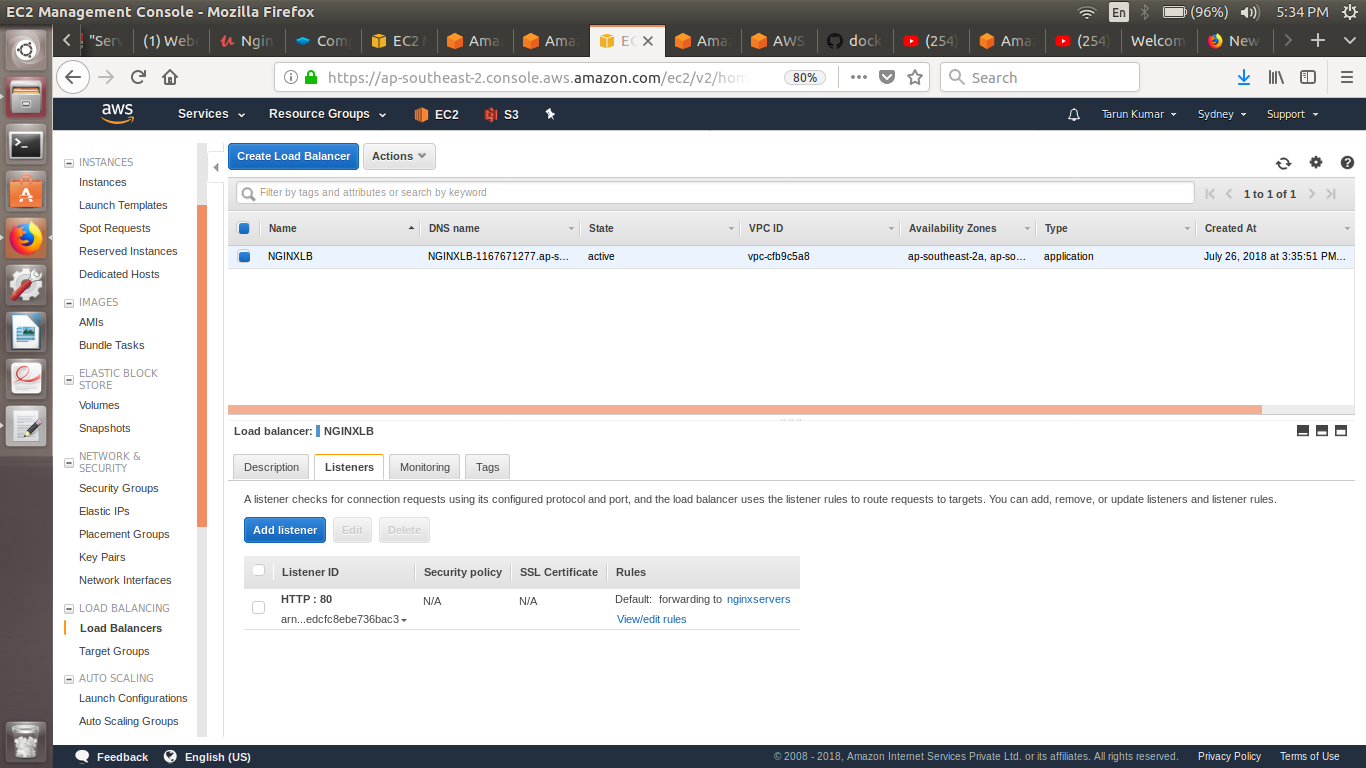 EC2 Management Console - Mozilla Firefox
En (96%) 5:34 PM
"Serv (1) Web Ngin Com EC2 Ama Ama EC Ama AWS dock (254) Ama (254) Welcom New
https://ap-southeast-2.console.aws.amazon.com/ec2/v2/hom 80% Search
aws Services Resource Groups EC2 S3 Tarun Kumar Sydney Support
INSTANCES
Instances
Launch Templates
Spot Requests
Reserved Instances
Dedicated Hosts
IMAGES
AMIs
Bundle Tasks
ELASTIC BLOCK
STORE
Volumes
Snapshots
NETWORK &
SECURITY
Security Groups
Elastic IPs
Placement Groups
Key Pairs
Network Interfaces
LOAD BALANCING
Load Balancers
Target Groups
AUTO SCALING
Launch Configurations
Auto Scaling Groups
Create Load Balancer Actions
Filter by tags and attributes or search by keyword 1 to 1 of 1
Name DNS name State VPC ID Availability Zones Type Created At
NGINXLB NGINXLB-1167671277.ap-s... active vpc-cfb9c5a8 ap-southeast-2a, ap-so... application July 26, 2018 at 3:35:51 PM...
Load balancer: NGINXLB
Description Listeners Monitoring Tags
A listener checks for connection requests using its configured protocol and port, and the load balancer uses the listener rules to route requests to targets. You can add, remove, or update listeners and listener rules.
Add listener Edit Delete
Listener ID Security policy SSL Certificate Rules
HTTP : 80 N/A N/A Default: forwarding to nginxservers
arn...edcfc8ebe736bac3 View/edit rules
Feedback English (US) © 2008 - 2018, Amazon Internet Services Private Ltd. or its affiliates. All rights reserved. Privacy Policy Terms of Use